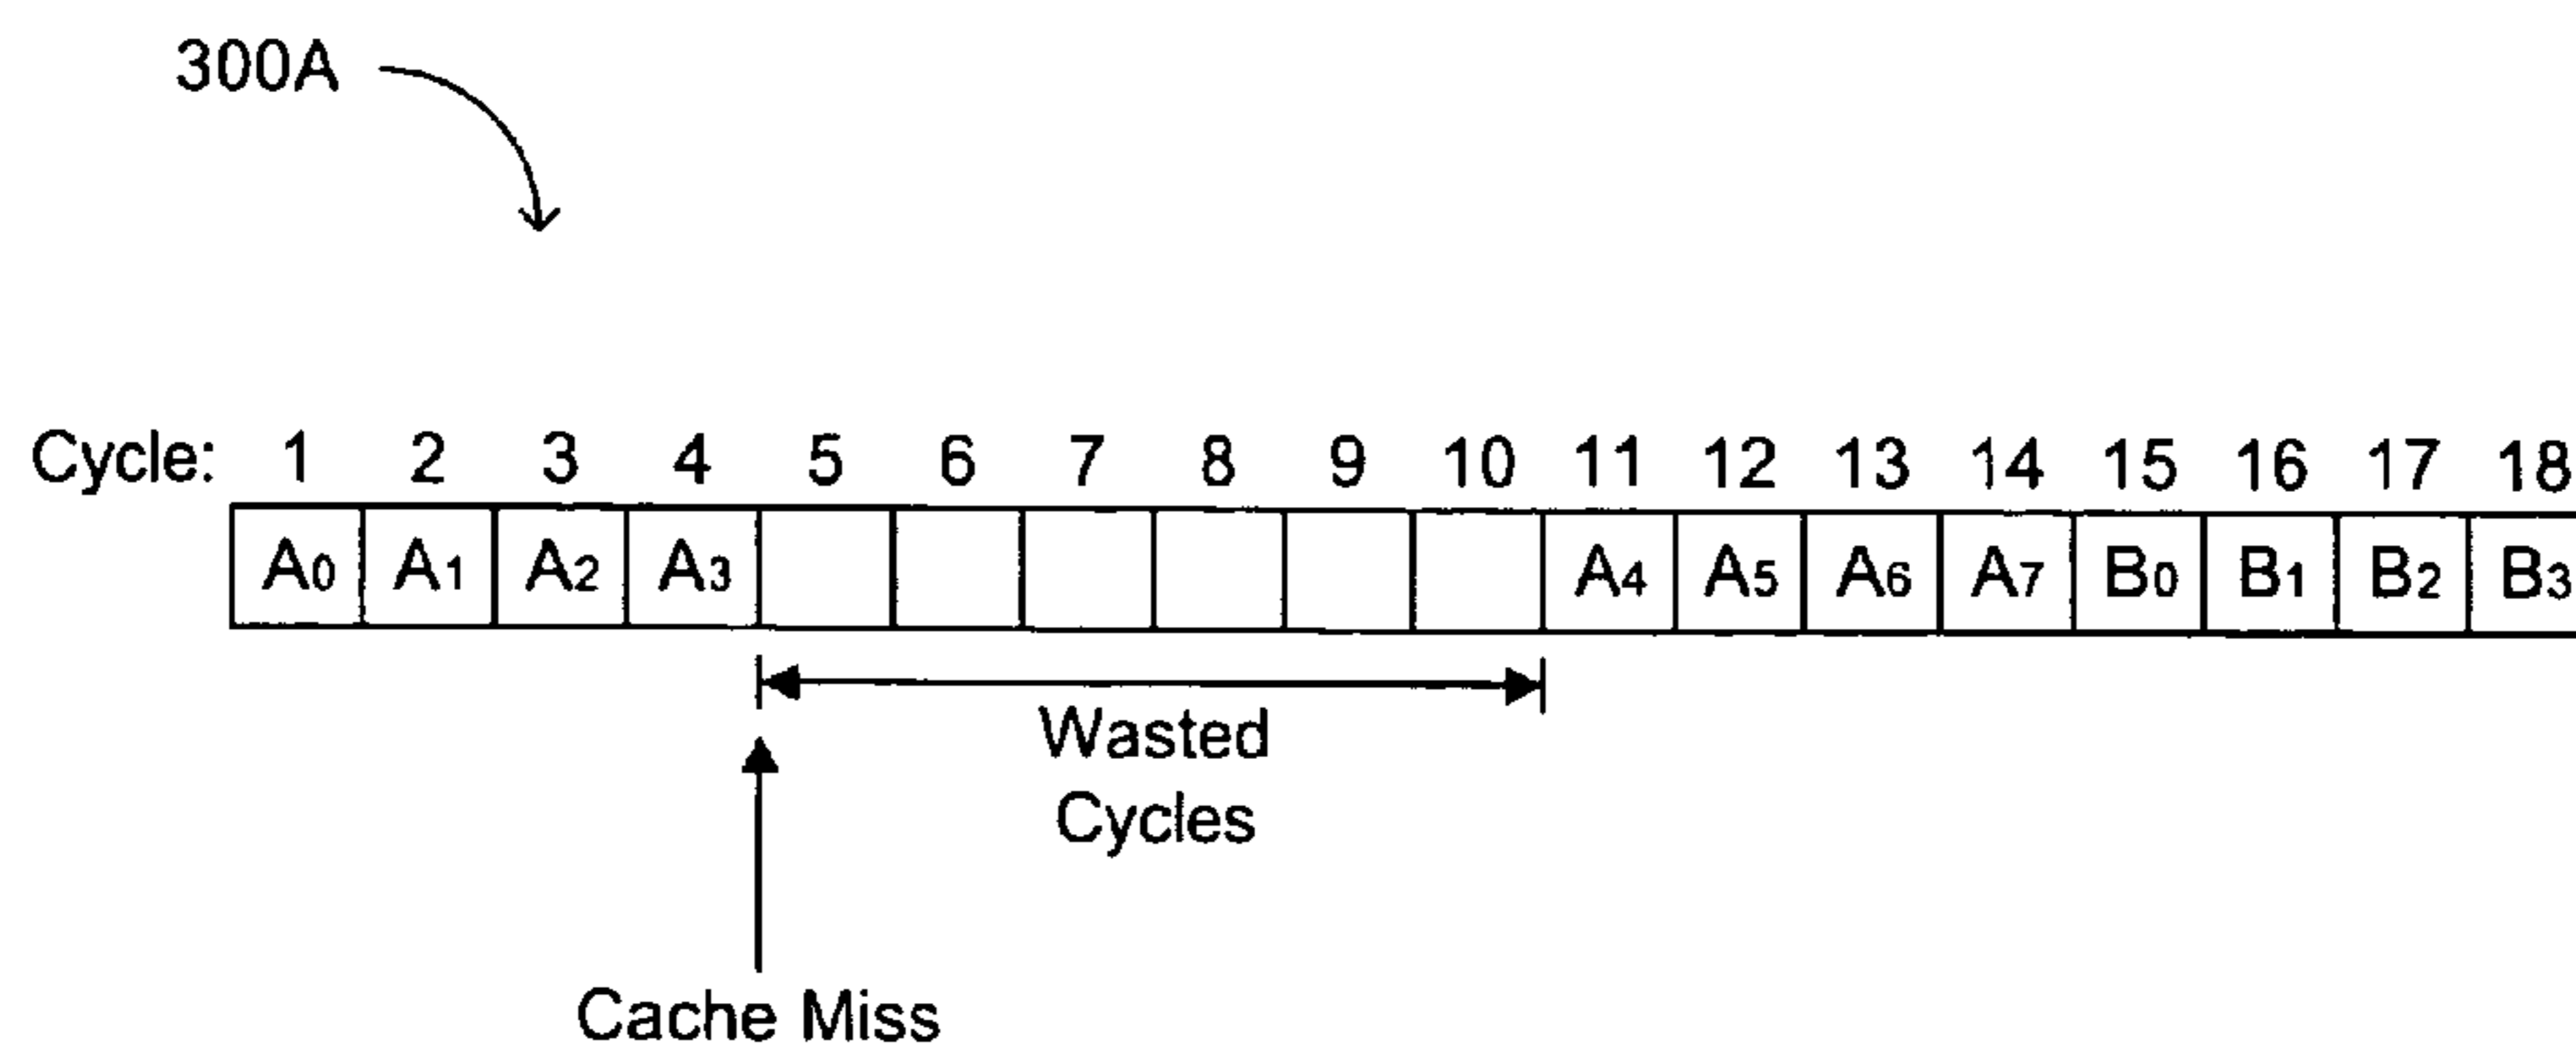 300A
Cycle: 1 2 3 4 5 6 7 8 9 10 11 12 13 14 15 16 17 18
A0 A1 A2 A3 A4 A5 A6 A7 B0 B1 B2 B3
Wasted
Cycles
Cache Miss